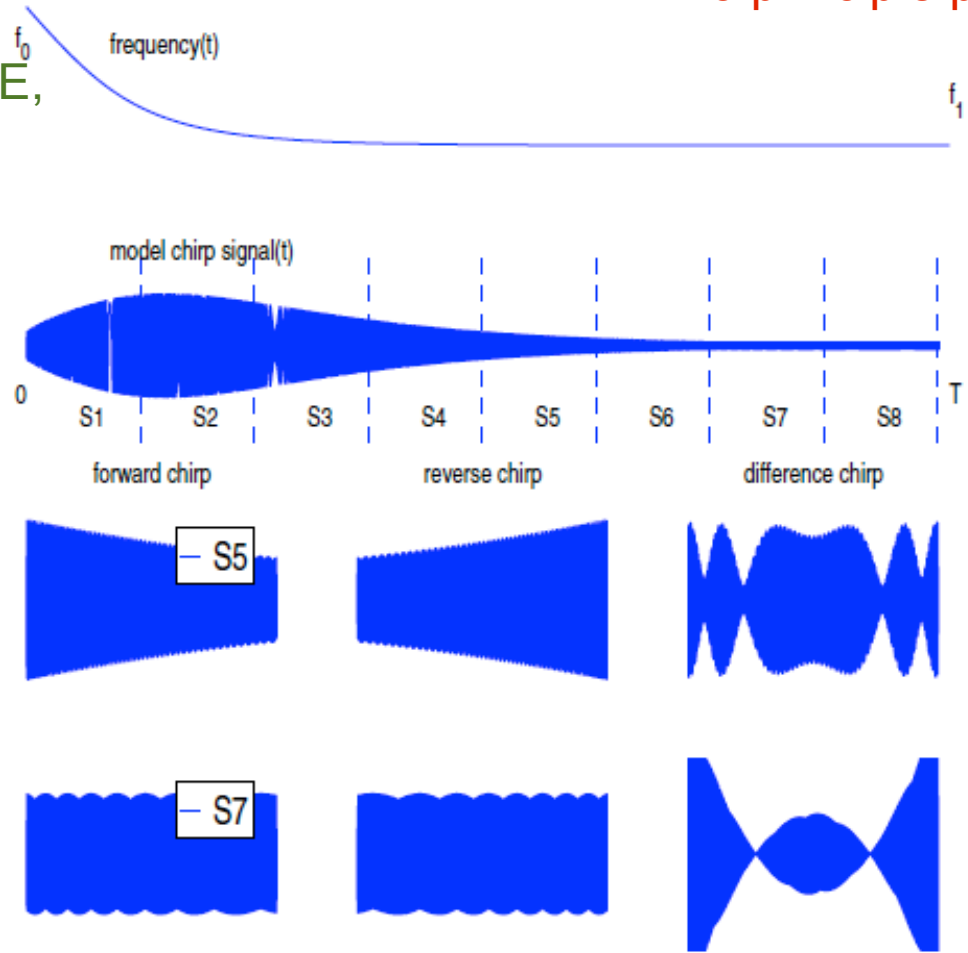 f0
frequency(t)
E,
f1
model chirp signal(t)
0
T
S1 S2 S3 S4 S5 S6 S7 S8
forward chirp reverse chirp difference chirp
S5
S7